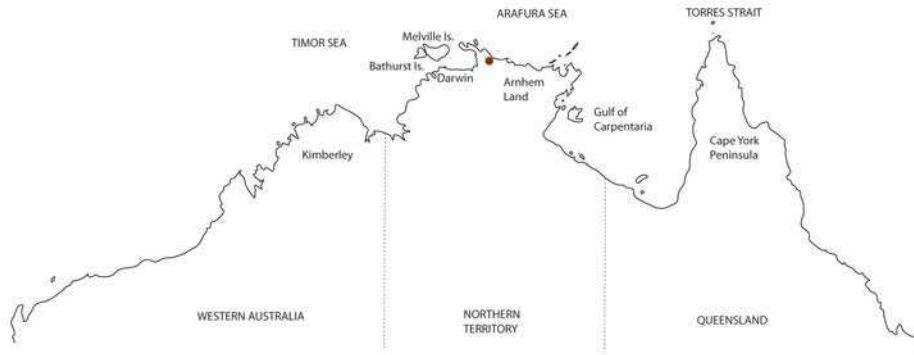 ARAFURA SEA
TORRES STRAIT
TIMOR SEA
Melville Is.
Bathurst Is.
Darwin
Arnhem
Land
Gulf of
Carpentaria
Kimberley
Cape York
Peninsula
WESTERN AUSTRALIA
NORTHERN
TERRITORY
QUEENSLAND